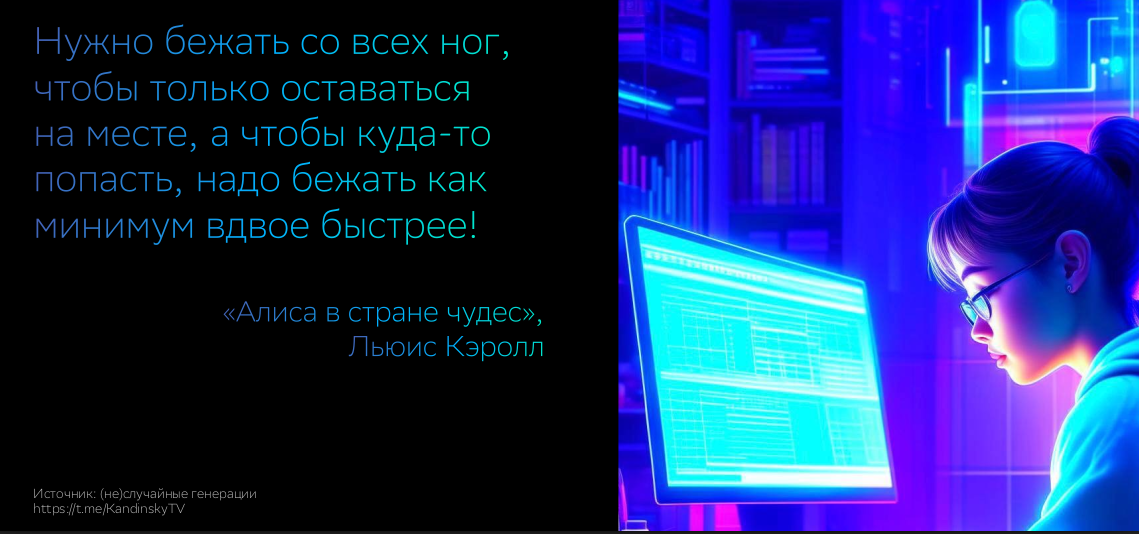 Нужно бежать со всех ног,
чтобы только оставаться
на месте, а чтобы куда-то
попасть, надо бежать как
минимум вдвое быстрее!
«Алиса в стране чудес»,
Льюис Кэролл
Источник: (не)случайные генерации
https://t.me/KandinskyTV